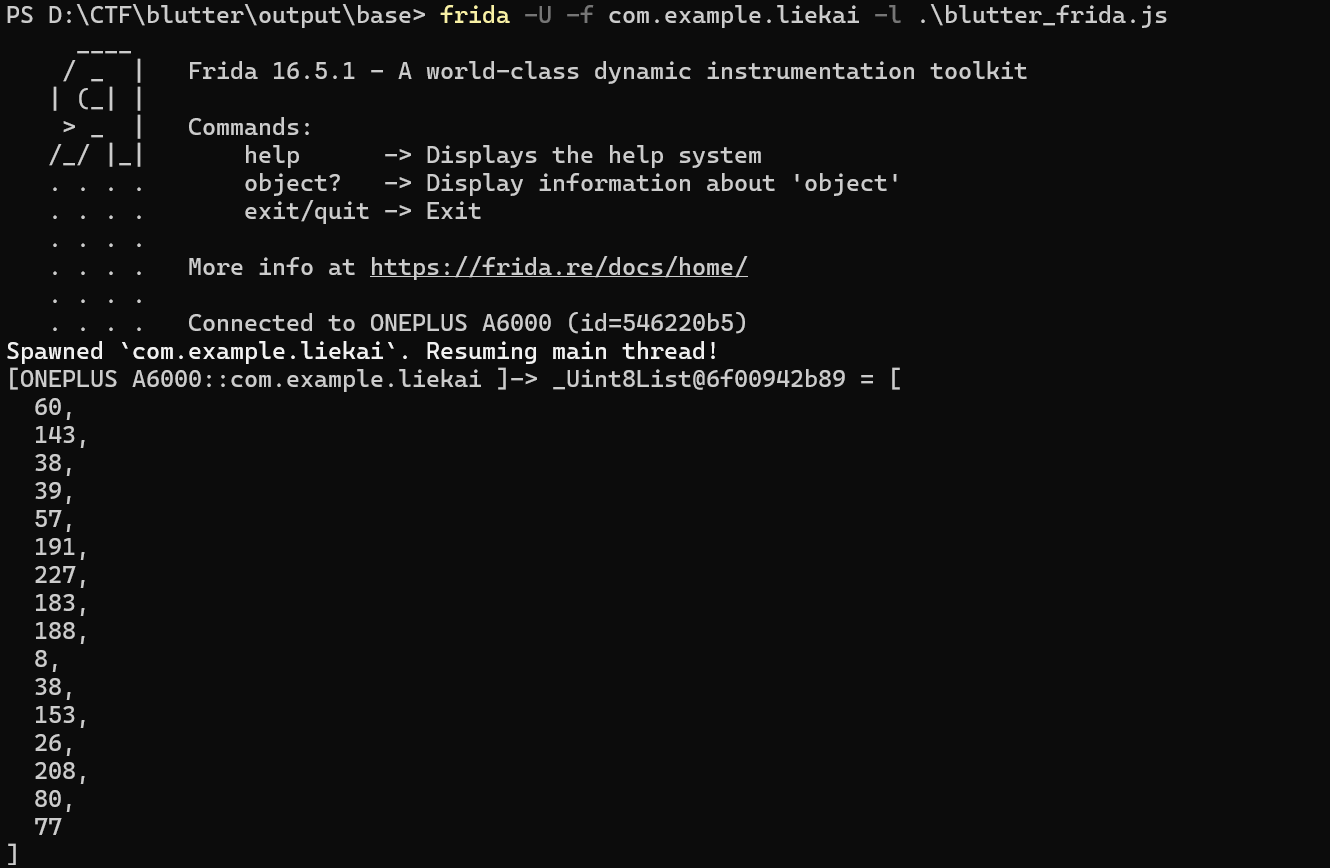 PS D:\CTF\blutter\output\base> frida -U -f com.example.liekai -l .\blutter_frida.js
     ____
    / _  |   Frida 16.5.1 - A world-class dynamic instrumentation toolkit
   | (_| |
    > _  |   Commands:
   /_/ |_|       help      -> Displays the help system
   . . . .       object?   -> Display information about 'object'
   . . . .       exit/quit -> Exit
   . . . .
   . . . .   More info at https://frida.re/docs/home/
   . . . .
   . . . .   Connected to ONEPLUS A6000 (id=546220b5)
Spawned `com.example.liekai`. Resuming main thread!
[ONEPLUS A6000::com.example.liekai ]-> _Uint8List@6f00942b89 = [
  60,
  143,
  38,
  39,
  57,
  191,
  227,
  183,
  188,
  8,
  38,
  153,
  26,
  208,
  80,
  77
]